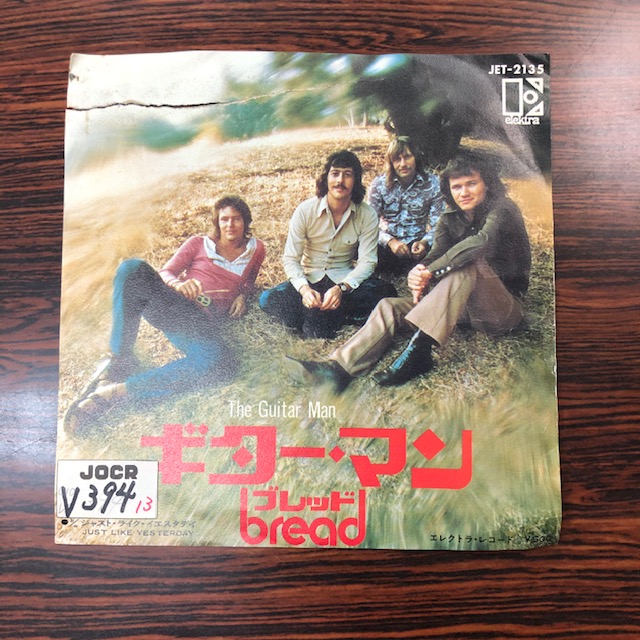 JET-2135
elektra
The Guitar Man
ギター・マン
ブレッド
bread
JOCR
V394 13
ジャスト・ライク・イエスタディ
JUST LIKE YESTERDAY
エレクトラ・レコード